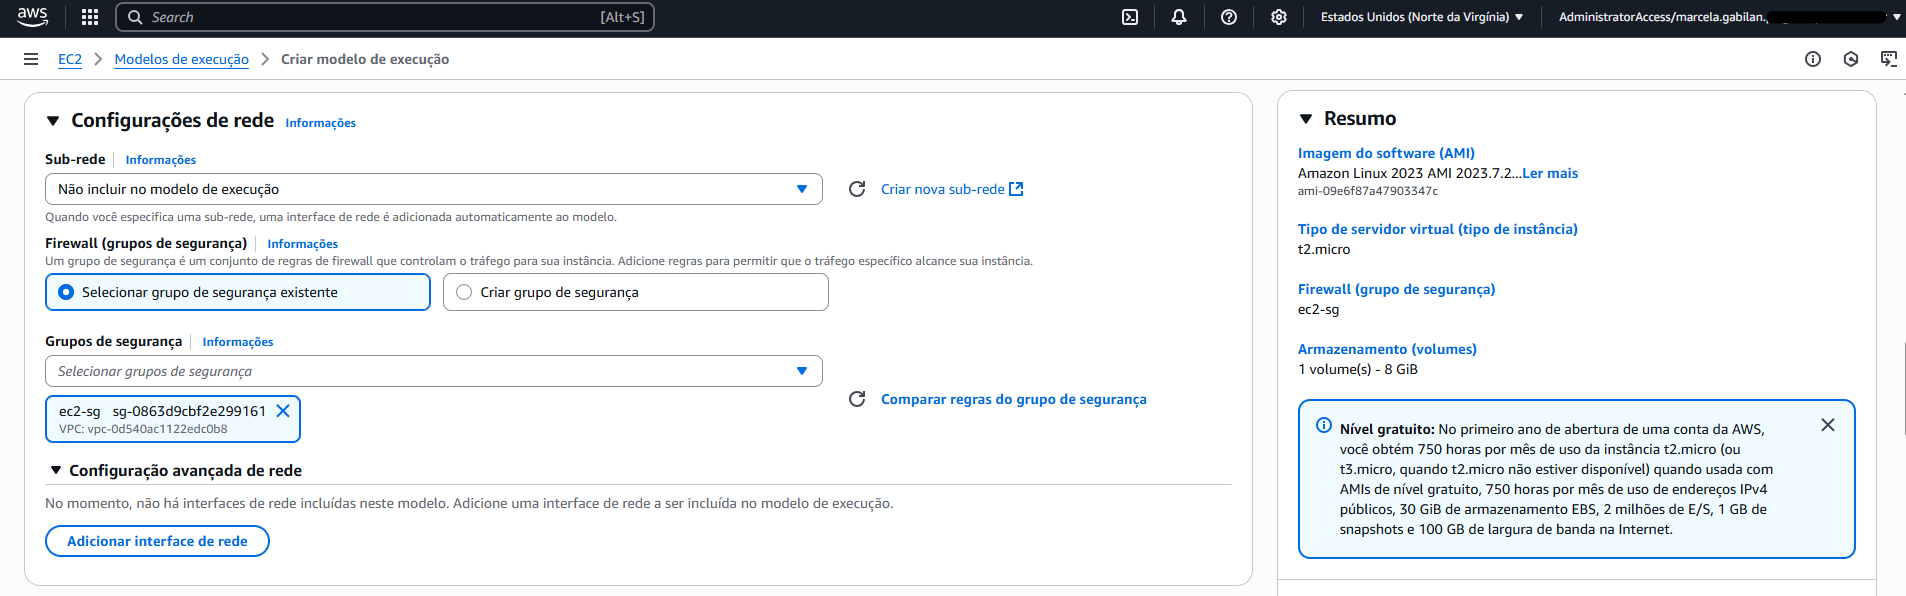 aws
Search [Alt+S]
Estados Unidos (Norte da Virgínia)
AdministratorAccess/marcela.gabilan.
EC2 > Modelos de execução > Criar modelo de execução
Configurações de rede Informações
Sub-rede Informações
Não incluir no modelo de execução
Criar nova sub-rede
Quando você especifica uma sub-rede, uma interface de rede é adicionada automaticamente ao modelo.
Firewall (grupos de segurança) Informações
Um grupo de segurança é um conjunto de regras de firewall que controlam o tráfego para sua instância. Adicione regras para permitir que o tráfego específico alcance sua instância.
Selecionar grupo de segurança existente
Criar grupo de segurança
Grupos de segurança Informações
Selecionar grupos de segurança
ec2-sg sg-0863d9cbf2e299161
VPC: vpc-0d540ac1122edc0b8
Comparar regras do grupo de segurança
Configuração avançada de rede
No momento, não há interfaces de rede incluídas neste modelo. Adicione uma interface de rede a ser incluída no modelo de execução.
Adicionar interface de rede
Resumo
Imagem do software (AMI)
Amazon Linux 2023 AMI 2023.7.2...Ler mais
ami-09e6f87a47903347c
Tipo de servidor virtual (tipo de instância)
t2.micro
Firewall (grupo de segurança)
ec2-sg
Armazenamento (volumes)
1 volume(s) - 8 GiB
Nível gratuito: No primeiro ano de abertura de uma conta da AWS,
você obtém 750 horas por mês de uso da instância t2.micro (ou
t3.micro, quando t2.micro não estiver disponível) quando usada com
AMIs de nível gratuito, 750 horas por mês de uso de endereços IPv4
públicos, 30 GiB de armazenamento EBS, 2 milhões de E/S, 1 GB de
snapshots e 100 GB de largura de banda na Internet.